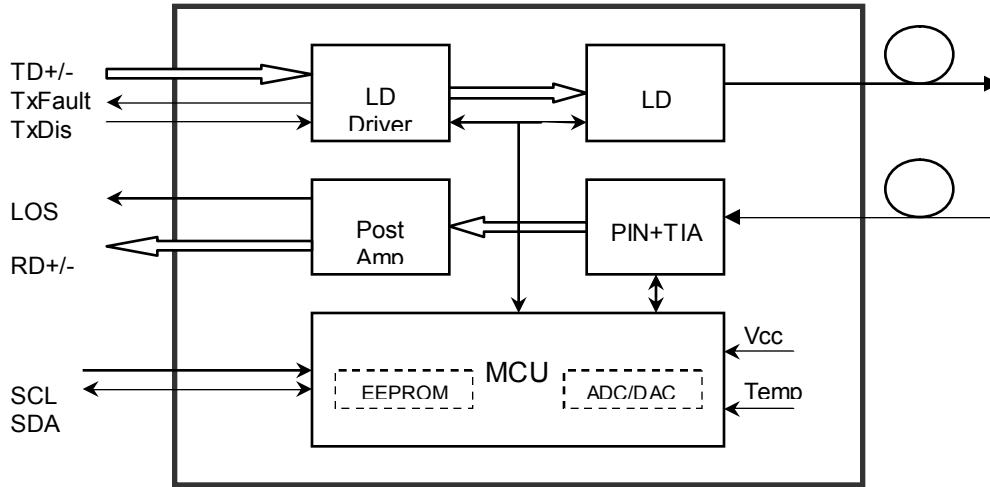 TD+/-
TxFault
TxDis
LD
Driver
LD
LOS
RD+/-
Post
Amp
PIN+TIA
SCL
SDA
MCU
EEPROM
ADC/DAC
Vcc
Temp